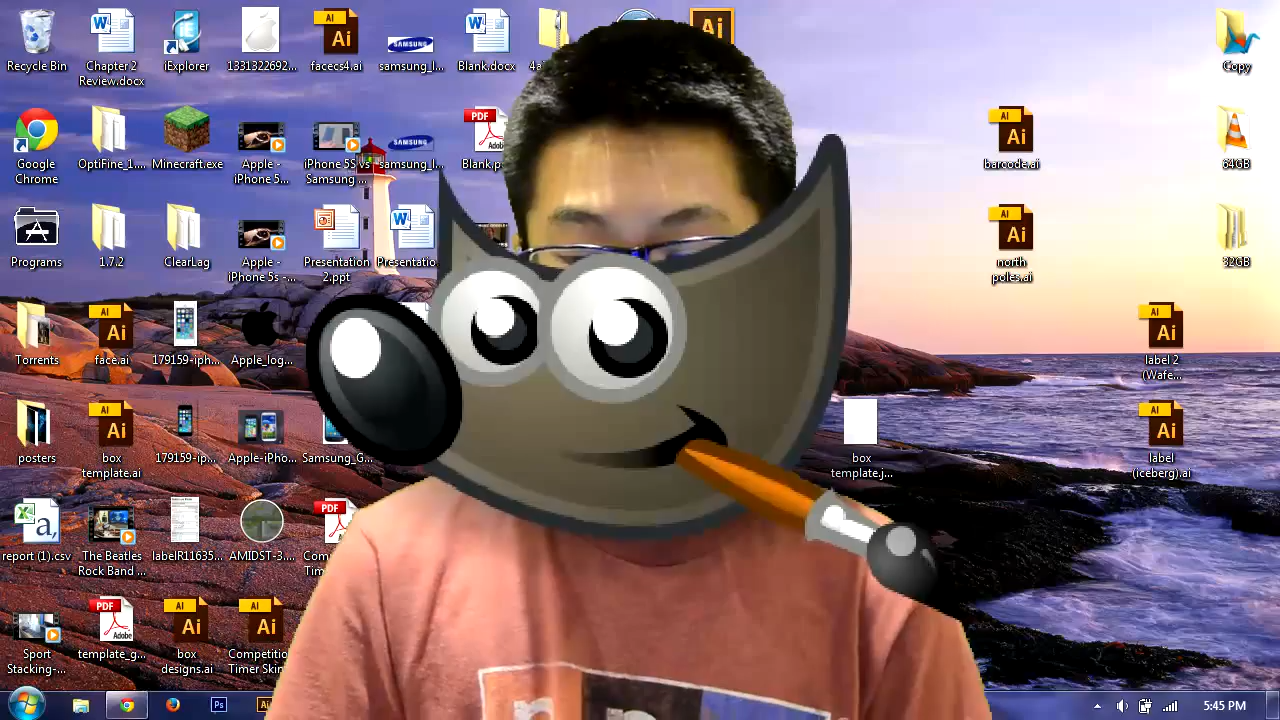 Recycle Bin
Chapter 2
Review.docx
iExplorer
1331322692...
facecs4.ai
samsung_l...
Blank.docx
Copy
Google
Chrome
OptiFine_1....
Minecraft.exe
Apple -
iPhone 5...
iPhone 5S vs
Samsung ...
samsung_l...
Blank.p
barcode.ai
64GB
Programs
1.7.2
ClearLag
Apple -
iPhone 5s -...
Presentation
2.ppt
Presentatio
north
poles.ai
32GB
Torrents
face.ai
179159-iph...
Apple_log...
label 2
(Wafe...
posters
box
template.ai
179159-ip...
Apple-iPho...
Samsung_G...
box
template.j...
label
(iceberg).ai
report (1).csv
The Beatles
Rock Band ...
labelR11635...
AMIDST-3....
Com
Tim
Sport
Stacking-...
template_g...
box
designs.ai
Competitio
Timer Skin
5:45 PM